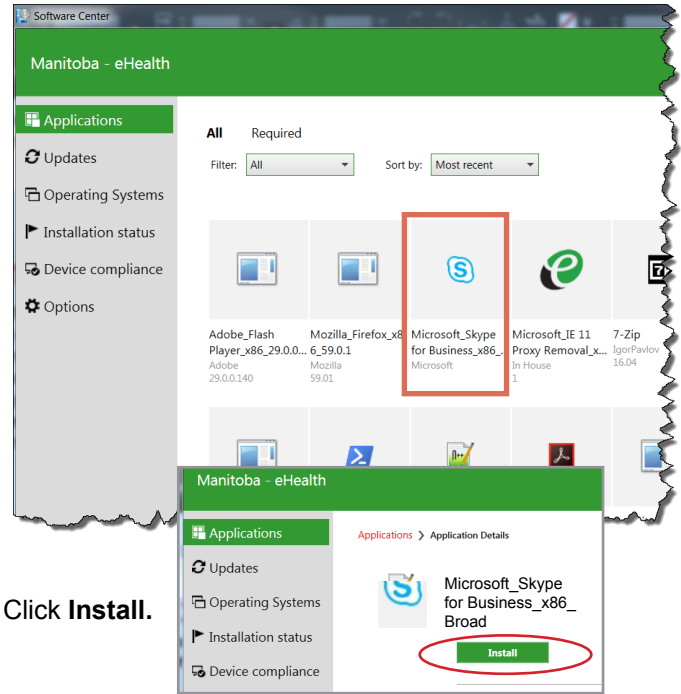 Software Center
Manitoba - eHealth
Applications
Updates
Operating Systems
Installation status
Device compliance
Options
All Required
Filter: All Sort by: Most recent
Adobe_Flash
Player_x86_29.0.0...
Adobe
29.0.0.140
Mozilla_Firefox_x8
6_59.0.1
Mozilla
59.01
Microsoft_Skype
for Business_x86_...
Microsoft
Microsoft_IE 11
Proxy Removal_x...
In House
1
7-Zip
IgorPavlov
16.04
Manitoba - eHealth
Applications
Updates
Operating Systems
Installation status
Device compliance
Applications > Application Details
Microsoft_Skype
for Business_x86_
Broad
Install
Click Install.